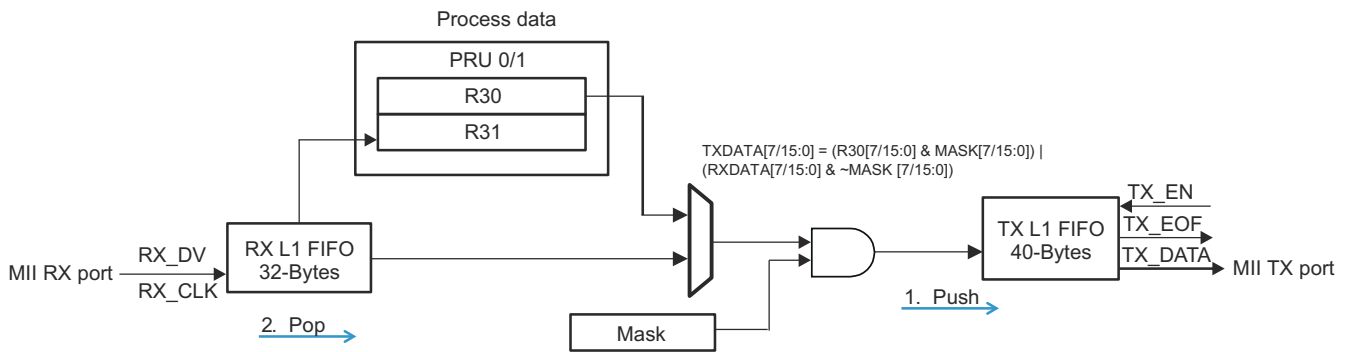 Process data
PRU 0/1
R30
R31
TXDATA[7/15:0] = (R30[7/15:0] & MASK[7/15:0]) |
(RXDATA[7/15:0] & ~MASK [7/15:0])
MII RX port
RX_DV
RX_CLK
RX L1 FIFO
32-Bytes
2. Pop
Mask
TX L1 FIFO
40-Bytes
1. Push
TX_EN
TX_EOF
TX_DATA
MII TX port